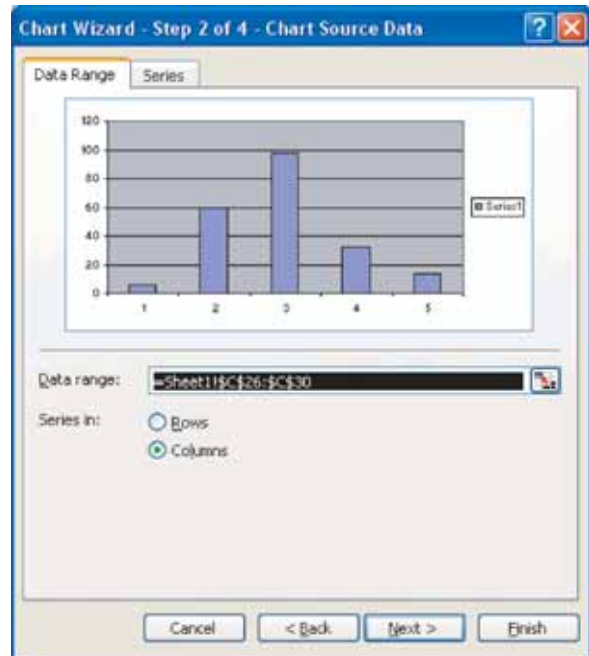 Chart Wizard - Step 2 of 4 - Chart Source Data
Data Range Series
120
100
80
60
40
20
0
1 2 3 4 5
Series1
Data range: =Sheet1!$C$26:$C$30
Series in: Rows
Columns
Cancel < Back Next > Finish